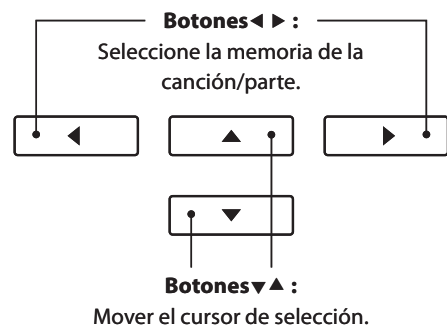 Botones◀ ▶ :
Seleccione la memoria de la
canción/parte.
Botones▼▲ :
Mover el cursor de selección.